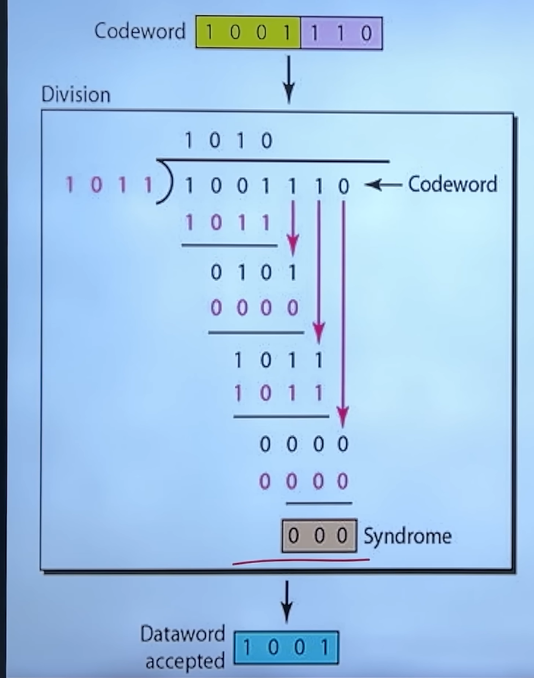 Codeword 1 0 0 1 1 1 0
Division
1 0 1 0
1 0 1 1 1 0 0 1 1 1 0 Codeword
1 0 1 1
0 1 0 1
0 0 0 0
1 0 1 1
1 0 1 1
0 0 0 0
0 0 0 0
0 0 0 Syndrome
Dataword
accepted 1 0 0 1